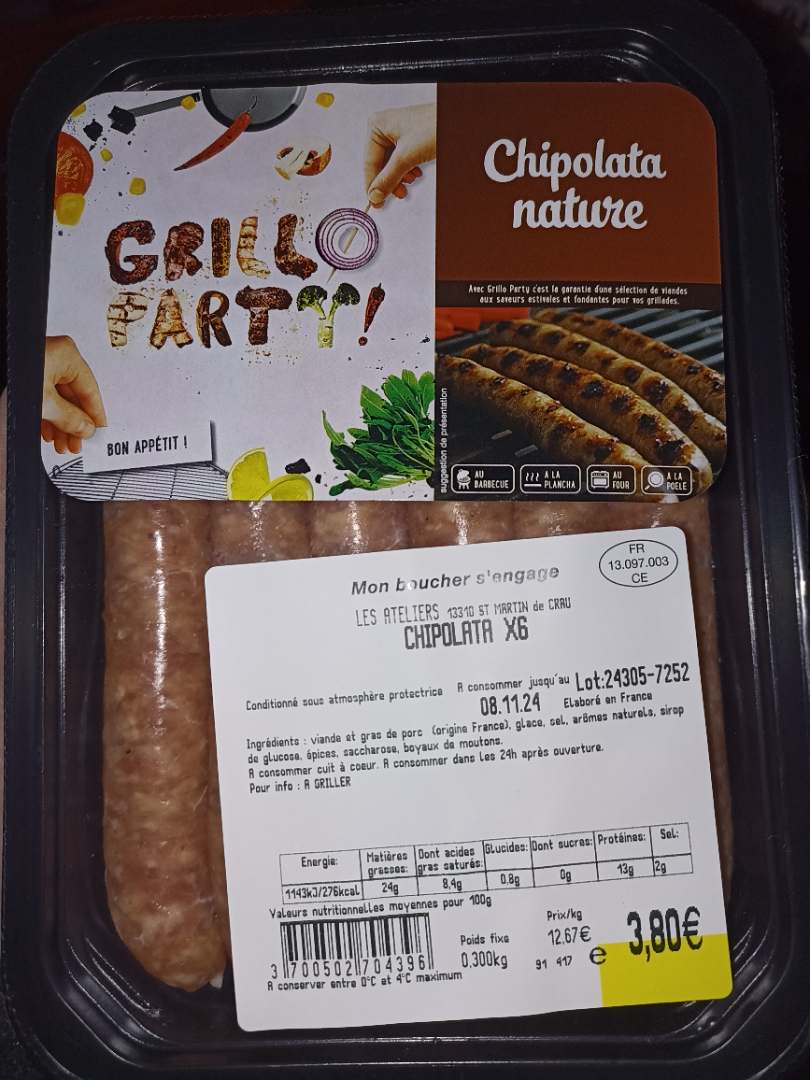 GRILLO
PARTY!
BON APPÉTIT !
Chipolata
nature
Avec Grillo Party c'est la garantie d'une sélection de viandes
aux saveurs estivales et fondantes pour vos grillades.
suggestion de présentation
AU
BARBECUE
A LA
PLANCHA
AU
FOUR
A LA
POELE
FR
13.097.003
CE
Mon boucher s'engage
LES ATELIERS 13310 ST MARTIN de CRAU
CHIPOLATA X6
Conditionné sous atmosphère protectrice A consommer jusqu'au Lot:24305-7252
08.11.24 Elaboré en France
Ingrédients : viande et gras de porc (origine France), glace, sel, arômes naturels, sirop
de glucose, épices, saccharose, boyaux de moutons.
A consommer cuit à coeur. A consommer dans les 24h après ouverture.
Pour info : A GRILLER
Energie: Matières grasses: Dont acides gras saturés: Glucides: Dont sucres: Protéines: Sel:
1143kJ/276kcal 24g 8,4g 0.8g 0g 13g 2g
Valeurs nutritionnelles moyennes pour 100g
3 700502 704396
Poids fixe
0.300kg
Prix/kg
12,67€
91 417 e
3,80€
A conserver entre 0°C et 4°C maximum